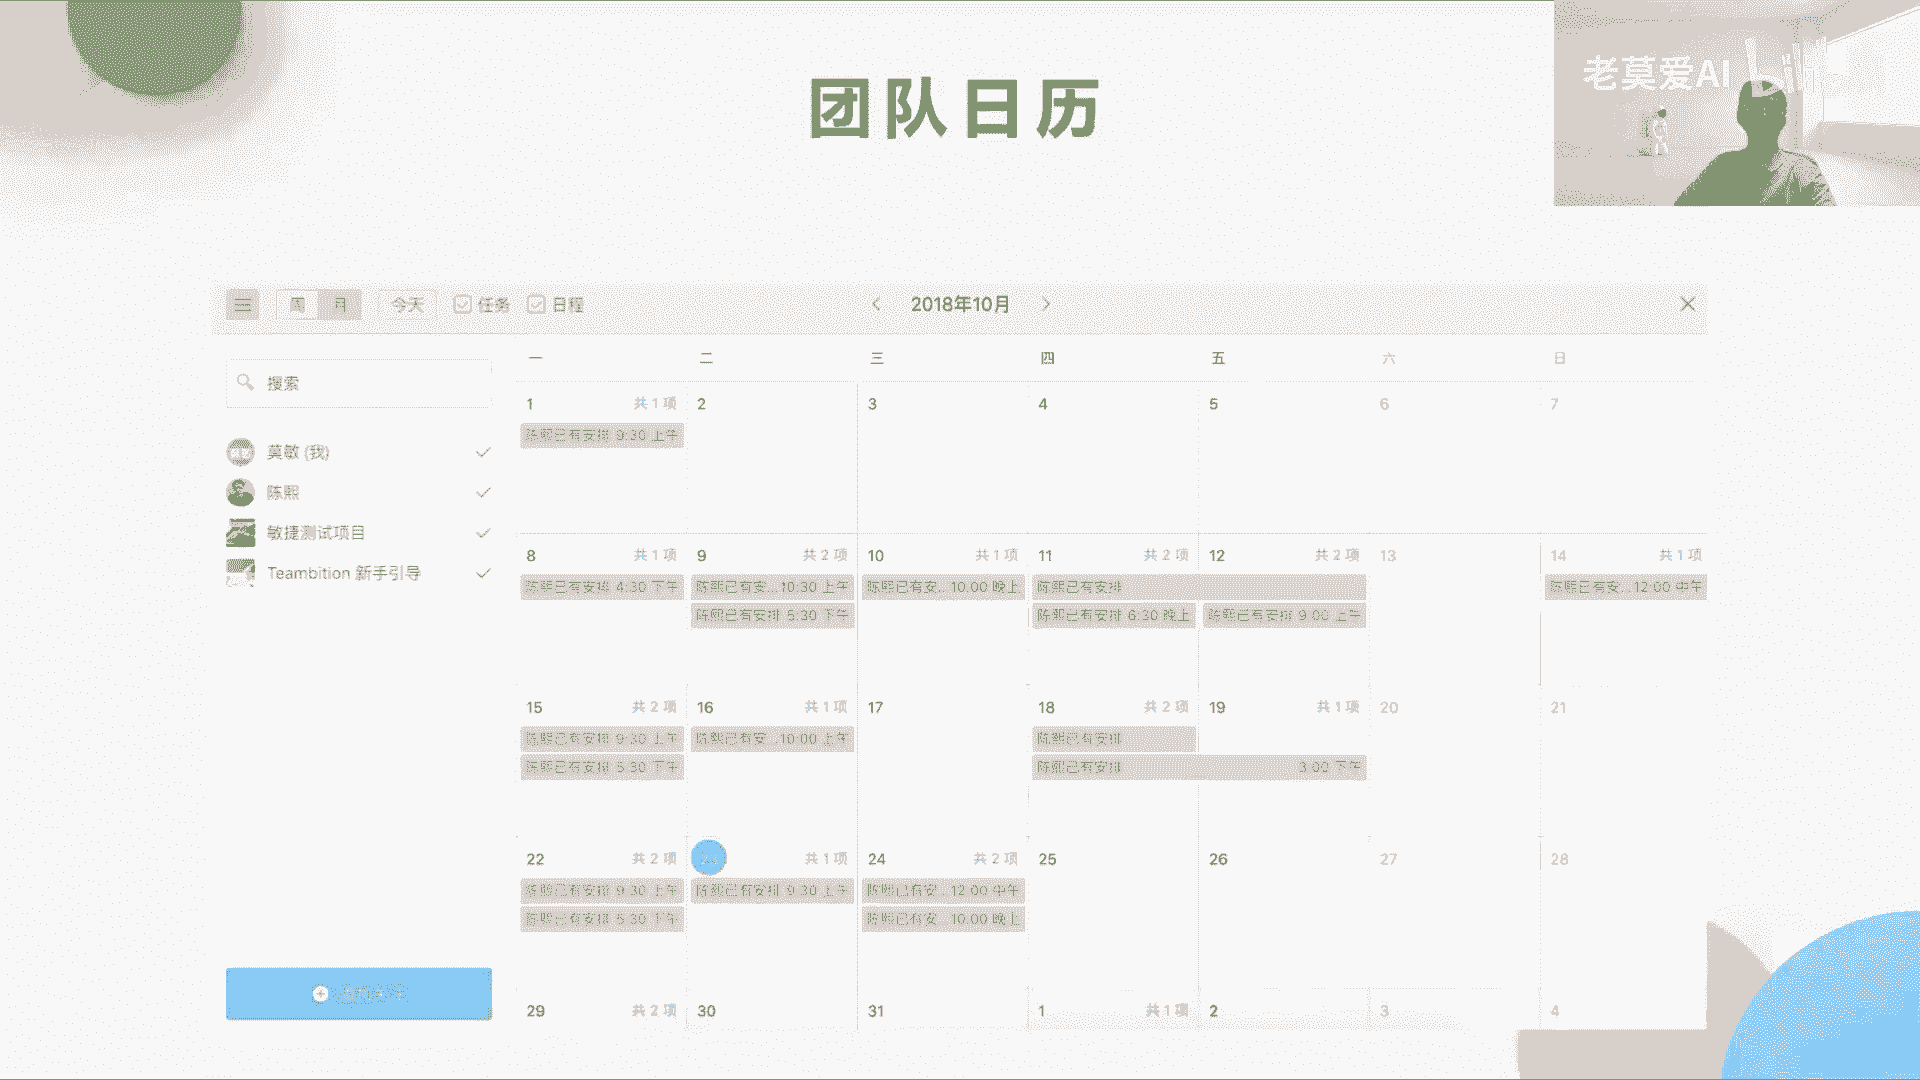 团队日历
老莫爱AI bilibili
周 月 今天 任务 日程 2018年10月
搜索
莫敏 (我)
陈熙
敏捷测试项目
Teambition 新手引导
一 二 三 四 五 六 日
1 共 1 项 2 3 4 5 6 7
陈熙已有安排 9:30 上午
8 共 1 项 9 共 2 项 10 共 1 项 11 共 2 项 12 共 2 项 13 14 共 1 项
陈熙已有安排 4:30 下午 陈熙已有安...10:30 上午 陈熙已有安...10:00 晚上 陈熙已有安排 陈熙已有安...12:00 中午
陈熙已有安排 5:30 下午 陈熙已有安排 6:30 晚上 陈熙已有安排 9:00 上午
15 共 2 项 16 共 1 项 17 18 共 2 项 19 共 1 项 20 21
陈熙已有安排 9:30 上午 陈熙已有安...10:00 上午 陈熙已有安排
陈熙已有安排 5:30 下午 陈熙已有安排 3:00 下午
22 共 2 项 共 1 项 24 共 2 项 25 26 27 28
陈熙已有安排 9:30 上午 陈熙已有安排 9:30 上午 陈熙已有安...12:00 中午
陈熙已有安排 5:30 下午 陈熙已有安...10:00 晚上
29 共 2 项 30 31 1 共 1 项 2 3 4